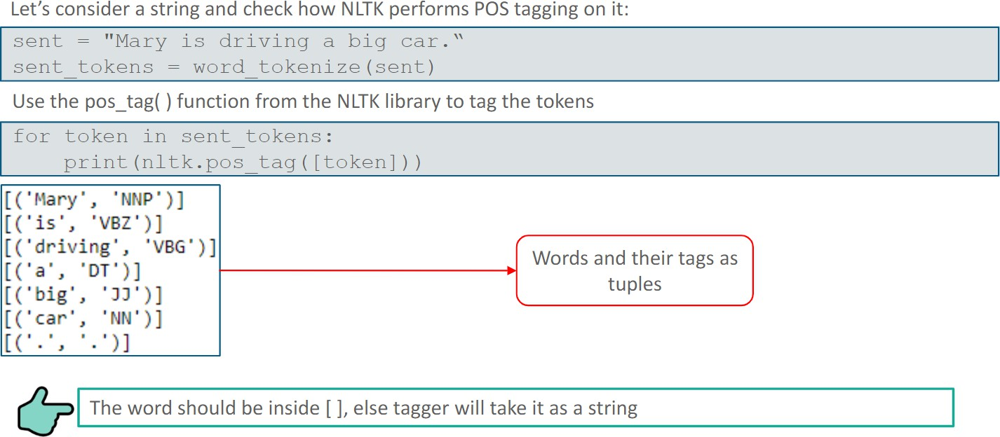 Let’s consider a string and check how NLTK performs POS tagging on it:
sent = "Mary is driving a big car.‟
sent_tokens = word_tokenize(sent)
Use the pos_tag( ) function from the NLTK library to tag the tokens
for token in sent_tokens:
    print(nltk.pos_tag([token]))
[('Mary', 'NNP')]
[('is', 'VBZ')]
[('driving', 'VBG')]
[('a', 'DT')]
[('big', 'JJ')]
[('car', 'NN')]
[('.', '.')]
Words and their tags as
tuples
The word should be inside [ ], else tagger will take it as a string